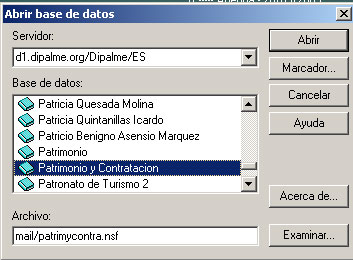 Abrir base de datos
Servidor:
d1.dipalme.org/Dipalme/ES
Abrir
Marcador...
Base de datos:
Cancelar
Patricia Quesada Molina
Patricia Quintanillas Icardo
Ayuda
Patricio Benigno Asensio Marquez
Patrimonio
Patrimonio y Contratacion
Patronato de Turismo 2
Acerca de...
Archivo:
mail/patrimycontra.nsf
Examinar...